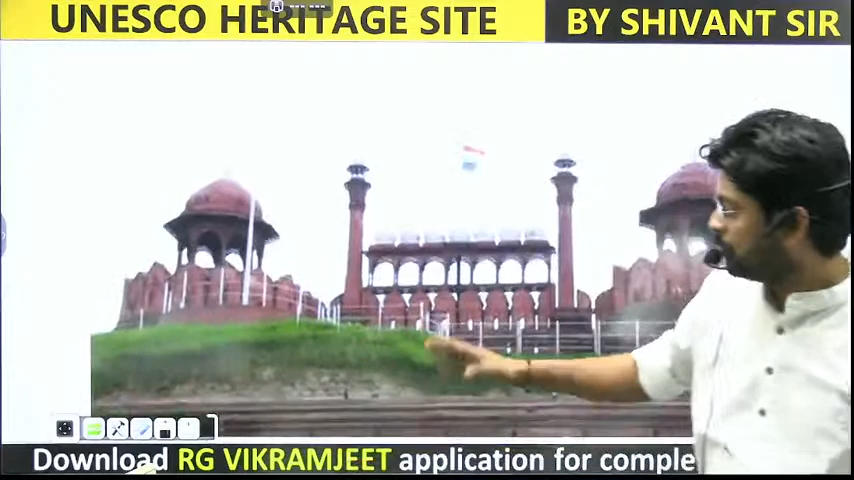 UNESCO HERITAGE SITE
BY SHIVANT SIR
Download RG VIKRAMJEET application for comple